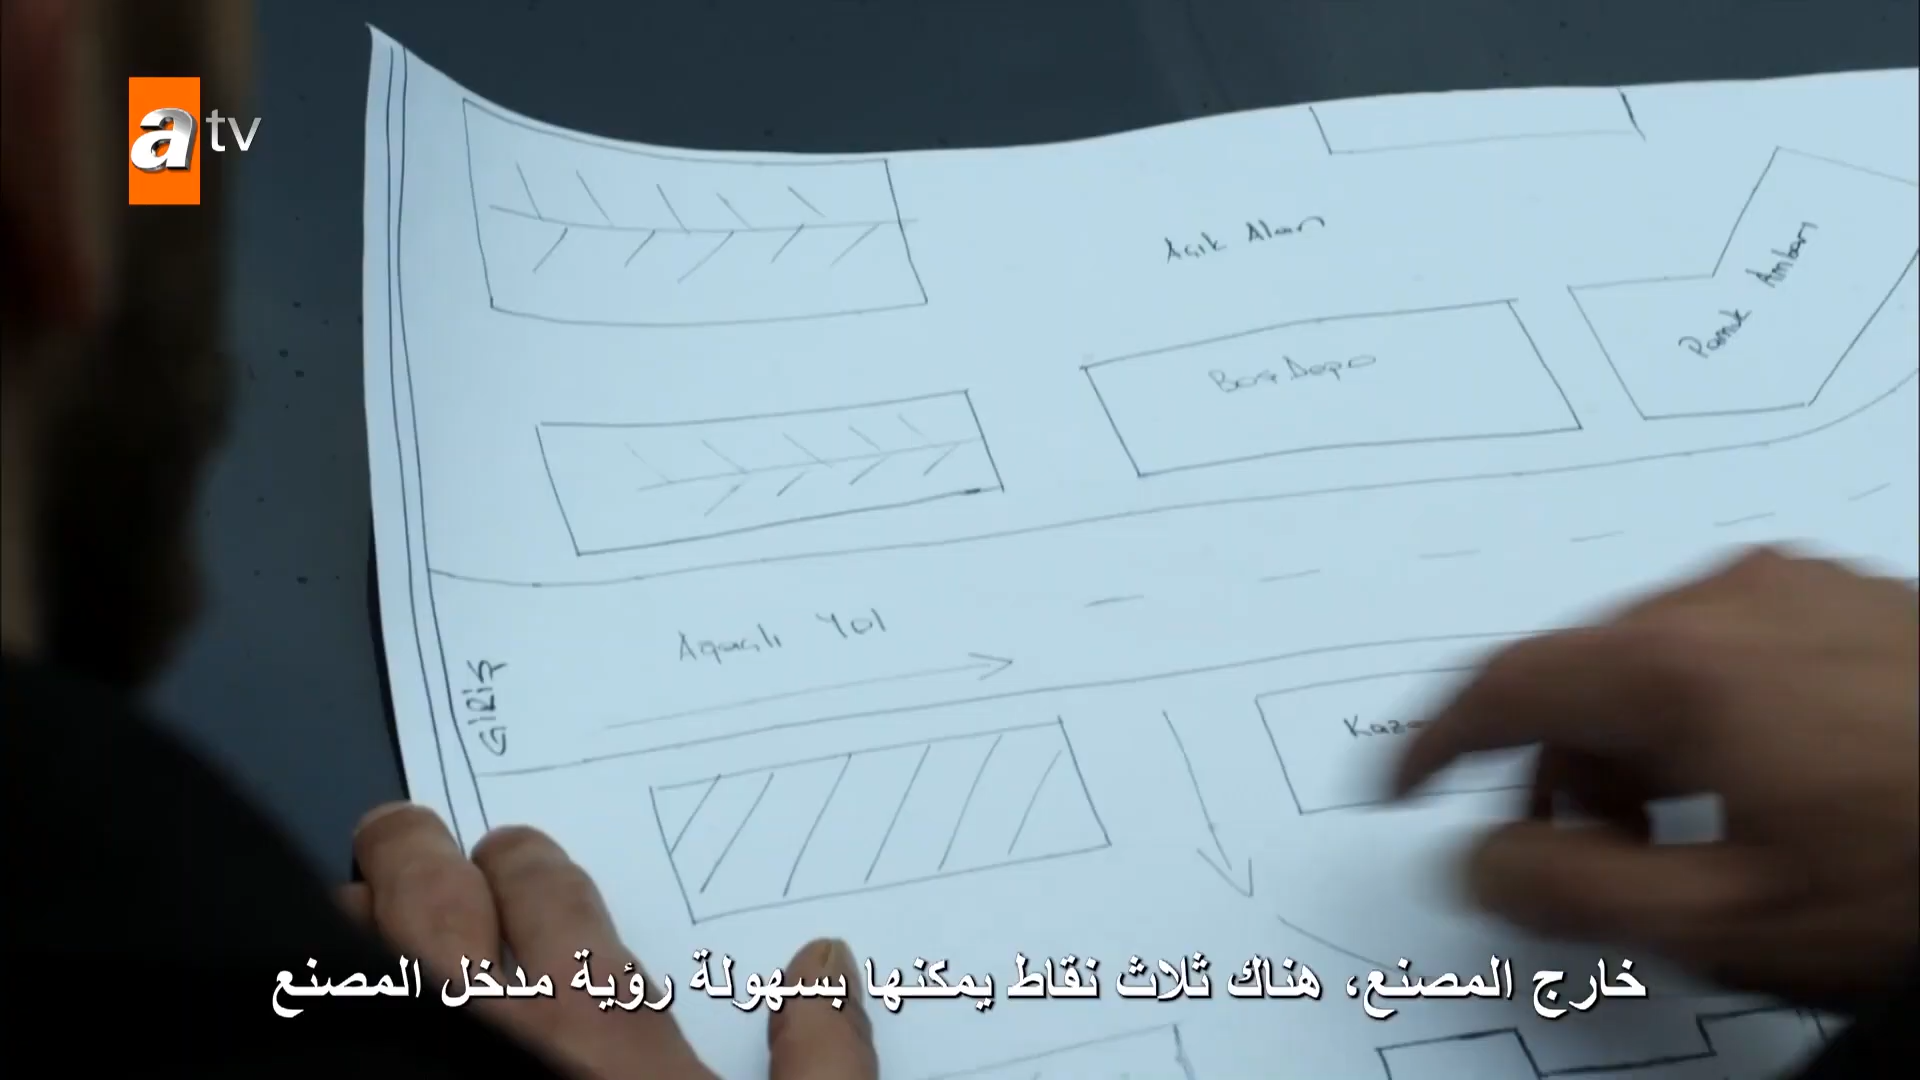 atv
Açık Alan
Pamuk Ambarı
Boş Depo
Ağaçlı Yol
GİRİŞ
خارج المصنع، هناك ثلاث نقاط يمكنها بسهولة رؤية مدخل المصنع